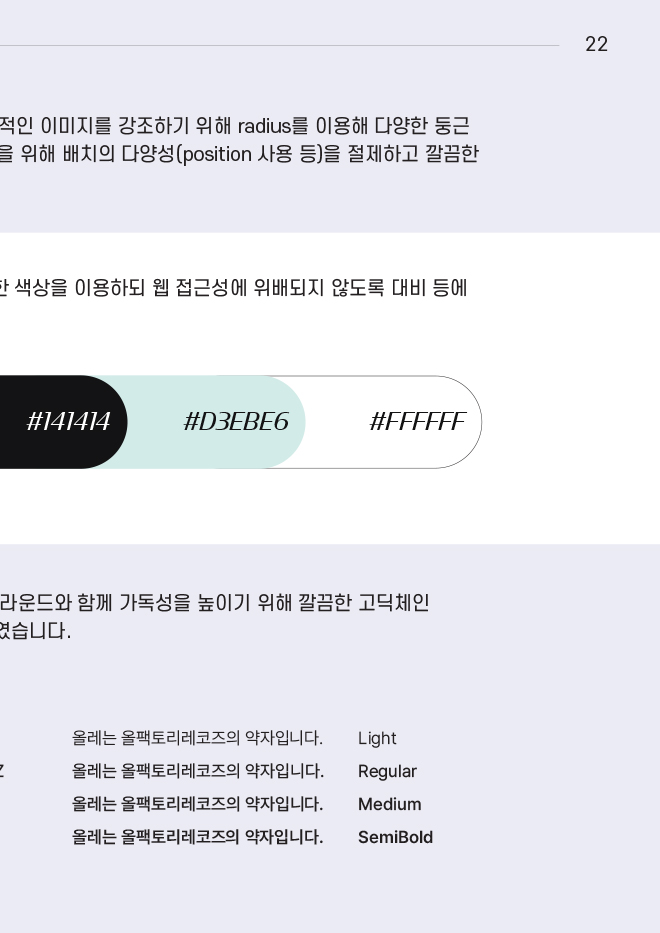 22
적인 이미지를 강조하기 위해 radius를 이용해 다양한 둥근
을 위해 배치의 다양성(position 사용 등)을 절제하고 깔끔한
한 색상을 이용하되 웹 접근성에 위배되지 않도록 대비 등에
#141414 #D3EBE6 #FFFFFF
라운드와 함께 가독성을 높이기 위해 깔끔한 고딕체인
였습니다.
올레는 올팩토리레코즈의 약자입니다. Light
Z 올레는 올팩토리레코즈의 약자입니다. Regular
올레는 올팩토리레코즈의 약자입니다. Medium
올레는 올팩토리레코즈의 약자입니다. SemiBold